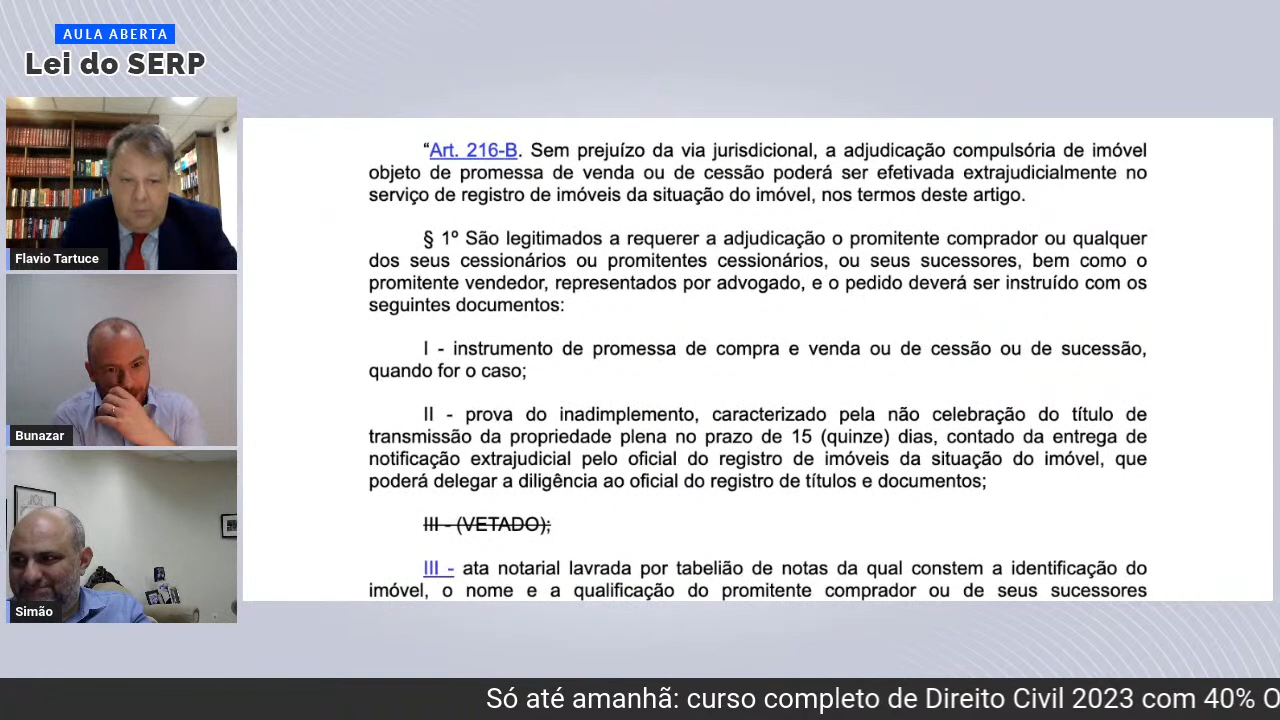 AULA ABERTA
Lei do SERP
Flavio Tartuce
Bunazar
Simão
“Art. 216-B. Sem prejuízo da via jurisdicional, a adjudicação compulsória de imóvel
objeto de promessa de venda ou de cessão poderá ser efetivada extrajudicialmente no
serviço de registro de imóveis da situação do imóvel, nos termos deste artigo.
§ 1º São legitimados a requerer a adjudicação o promitente comprador ou qualquer
dos seus cessionários ou promitentes cessionários, ou seus sucessores, bem como o
promitente vendedor, representados por advogado, e o pedido deverá ser instruído com os
seguintes documentos:
I - instrumento de promessa de compra e venda ou de cessão ou de sucessão,
quando for o caso;
II - prova do inadimplemento, caracterizado pela não celebração do título de
transmissão da propriedade plena no prazo de 15 (quinze) dias, contado da entrega de
notificação extrajudicial pelo oficial do registro de imóveis da situação do imóvel, que
poderá delegar a diligência ao oficial do registro de títulos e documentos;
III - (VETADO);
III - ata notarial lavrada por tabelião de notas da qual constem a identificação do
imóvel, o nome e a qualificação do promitente comprador ou de seus sucessores
Só até amanhã: curso completo de Direito Civil 2023 com 40% O